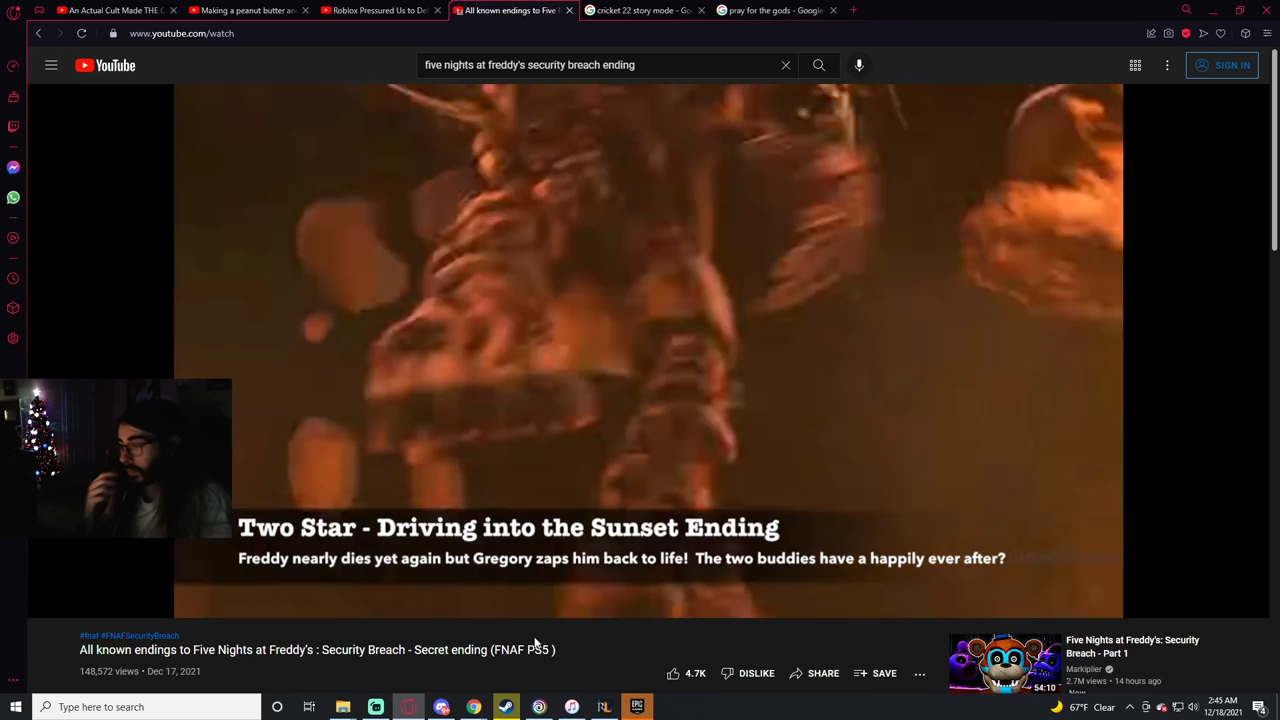 An Actual Cult Made THE C
Making a peanut butter and
Roblox Pressured Us to Del
All known endings to Five N
cricket 22 story mode - Goo
pray for the gods - Google
www.youtube.com/watch
YouTube
five nights at freddy's security breach ending
SIGN IN
Two Star - Driving into the Sunset Ending
Freddy nearly dies yet again but Gregory zaps him back to life! The two buddies have a happily ever after?
#fnaf #FNAFSecurityBreach
All known endings to Five Nights at Freddy's : Security Breach - Secret ending (FNAF PS5 )
148,572 views • Dec 17, 2021
4.7K
DISLIKE
SHARE
SAVE
54:10
Five Nights at Freddy's: Security
Breach - Part 1
Markiplier
2.7M views • 14 hours ago
Type here to search
EPIC
GAMES
67°F Clear
2:45 AM
12/18/2021